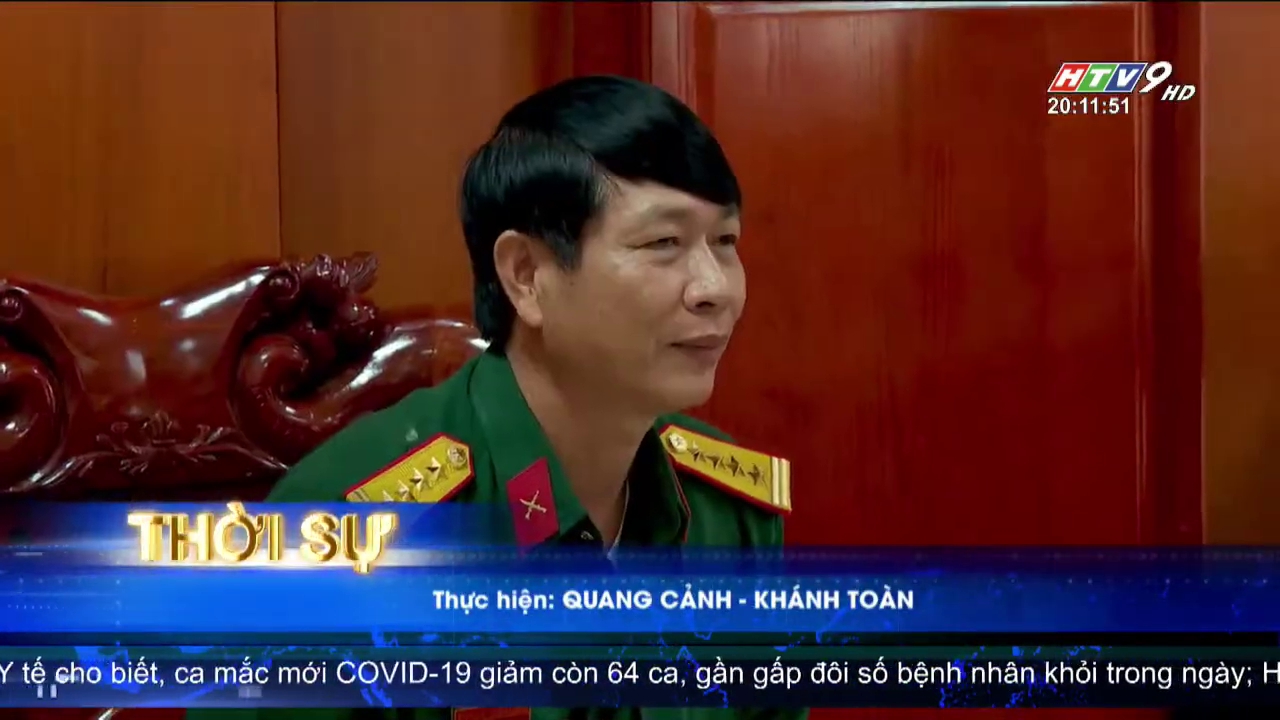 HTV9 HD
20:11:51
THỜI SỰ
Thực hiện: QUANG CẢNH - KHÁNH TOÀN
Y tế cho biết, ca mắc mới COVID-19 giảm còn 64 ca, gần gấp đôi số bệnh nhân khỏi trong ngày; H